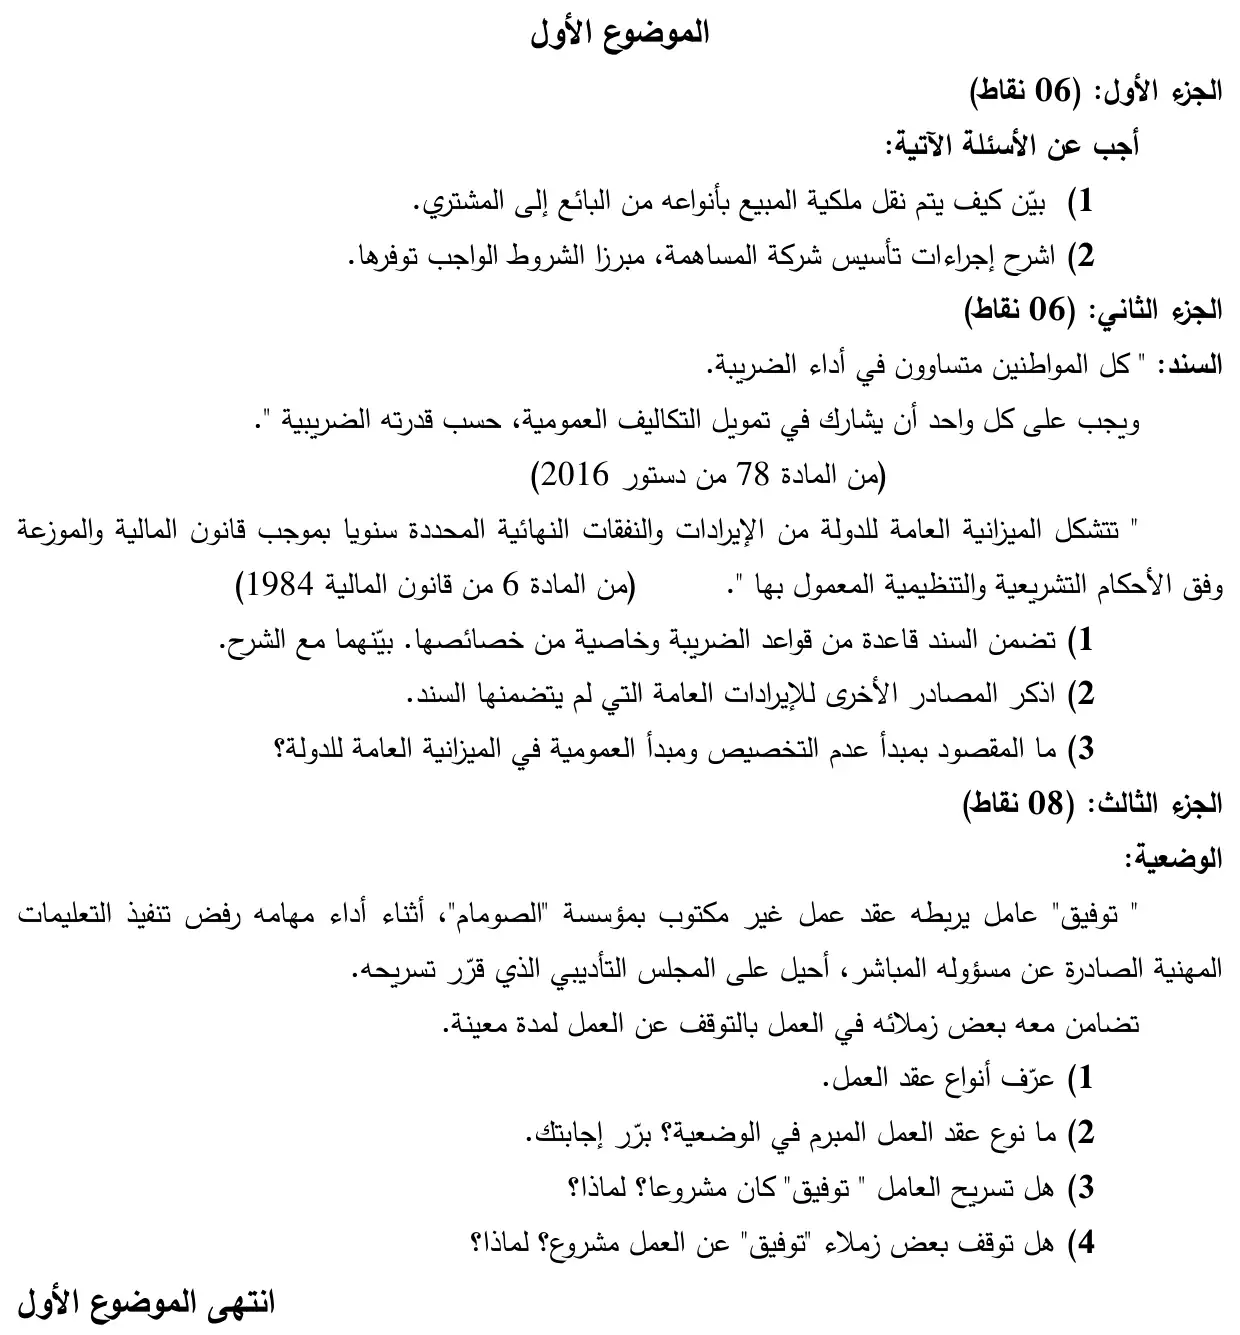 الموضوع الأول
الجزء الأول: (06 نقاط)
أجب عن الأسئلة الآتية:
1) بيّن كيف يتم نقل ملكية المبيع بأنواعه من البائع إلى المشتري.
2) اشرح إجراءات تأسيس شركة المساهمة، مبرزا الشروط الواجب توفرها.
الجزء الثاني: (06 نقاط)
السند: " كل المواطنين متساوون في أداء الضريبة.
ويجب على كل واحد أن يشارك في تمويل التكاليف العمومية، حسب قدرته الضريبية ".
(من المادة 78 من دستور 2016)
" تتشكل الميزانية العامة للدولة من الإيرادات والنفقات النهائية المحددة سنويا بموجب قانون المالية والموزعة
وفق الأحكام التشريعية والتنظيمية المعمول بها ". (من المادة 6 من قانون المالية 1984)
1) تضمن السند قاعدة من قواعد الضريبة وخاصية من خصائصها. بيّنهما مع الشرح.
2) اذكر المصادر الأخرى للإيرادات العامة التي لم يتضمنها السند.
3) ما المقصود بمبدأ عدم التخصيص ومبدأ العمومية في الميزانية العامة للدولة؟
الجزء الثالث: (08 نقاط)
الوضعية:
" توفيق" عامل يربطه عقد عمل غير مكتوب بمؤسسة "الصومام"، أثناء أداء مهامه رفض تنفيذ التعليمات
المهنية الصادرة عن مسؤوله المباشر، أحيل على المجلس التأديبي الذي قرّر تسريحه.
تضامن معه بعض زملائه في العمل بالتوقف عن العمل لمدة معينة.
1) عرّف أنواع عقد العمل.
2) ما نوع عقد العمل المبرم في الوضعية؟ برّر إجابتك.
3) هل تسريح العامل " توفيق" كان مشروعا؟ لماذا؟
4) هل توقف بعض زملاء "توفيق" عن العمل مشروع؟ لماذا؟
انتهى الموضوع الأول